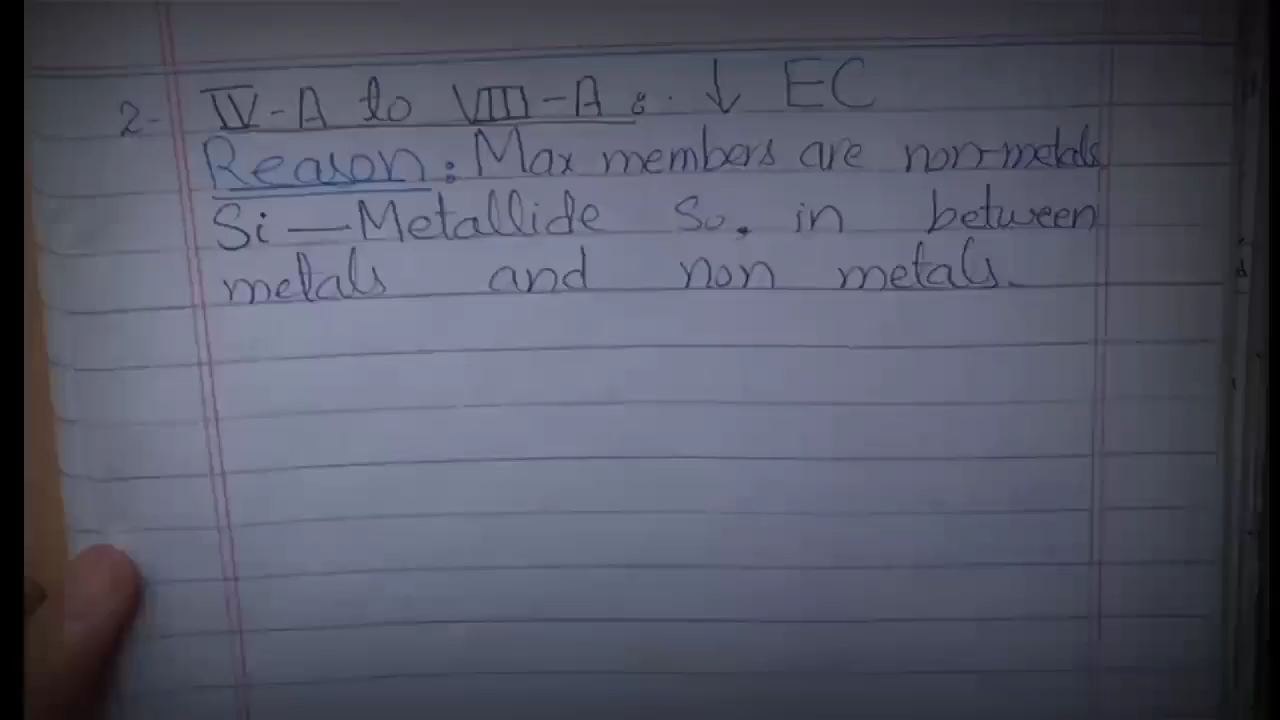 2- IV-A to VIII-A :. ↓ EC
Reason: Max members are non-metals
Si — Metallide So, in between
metals and non metals.